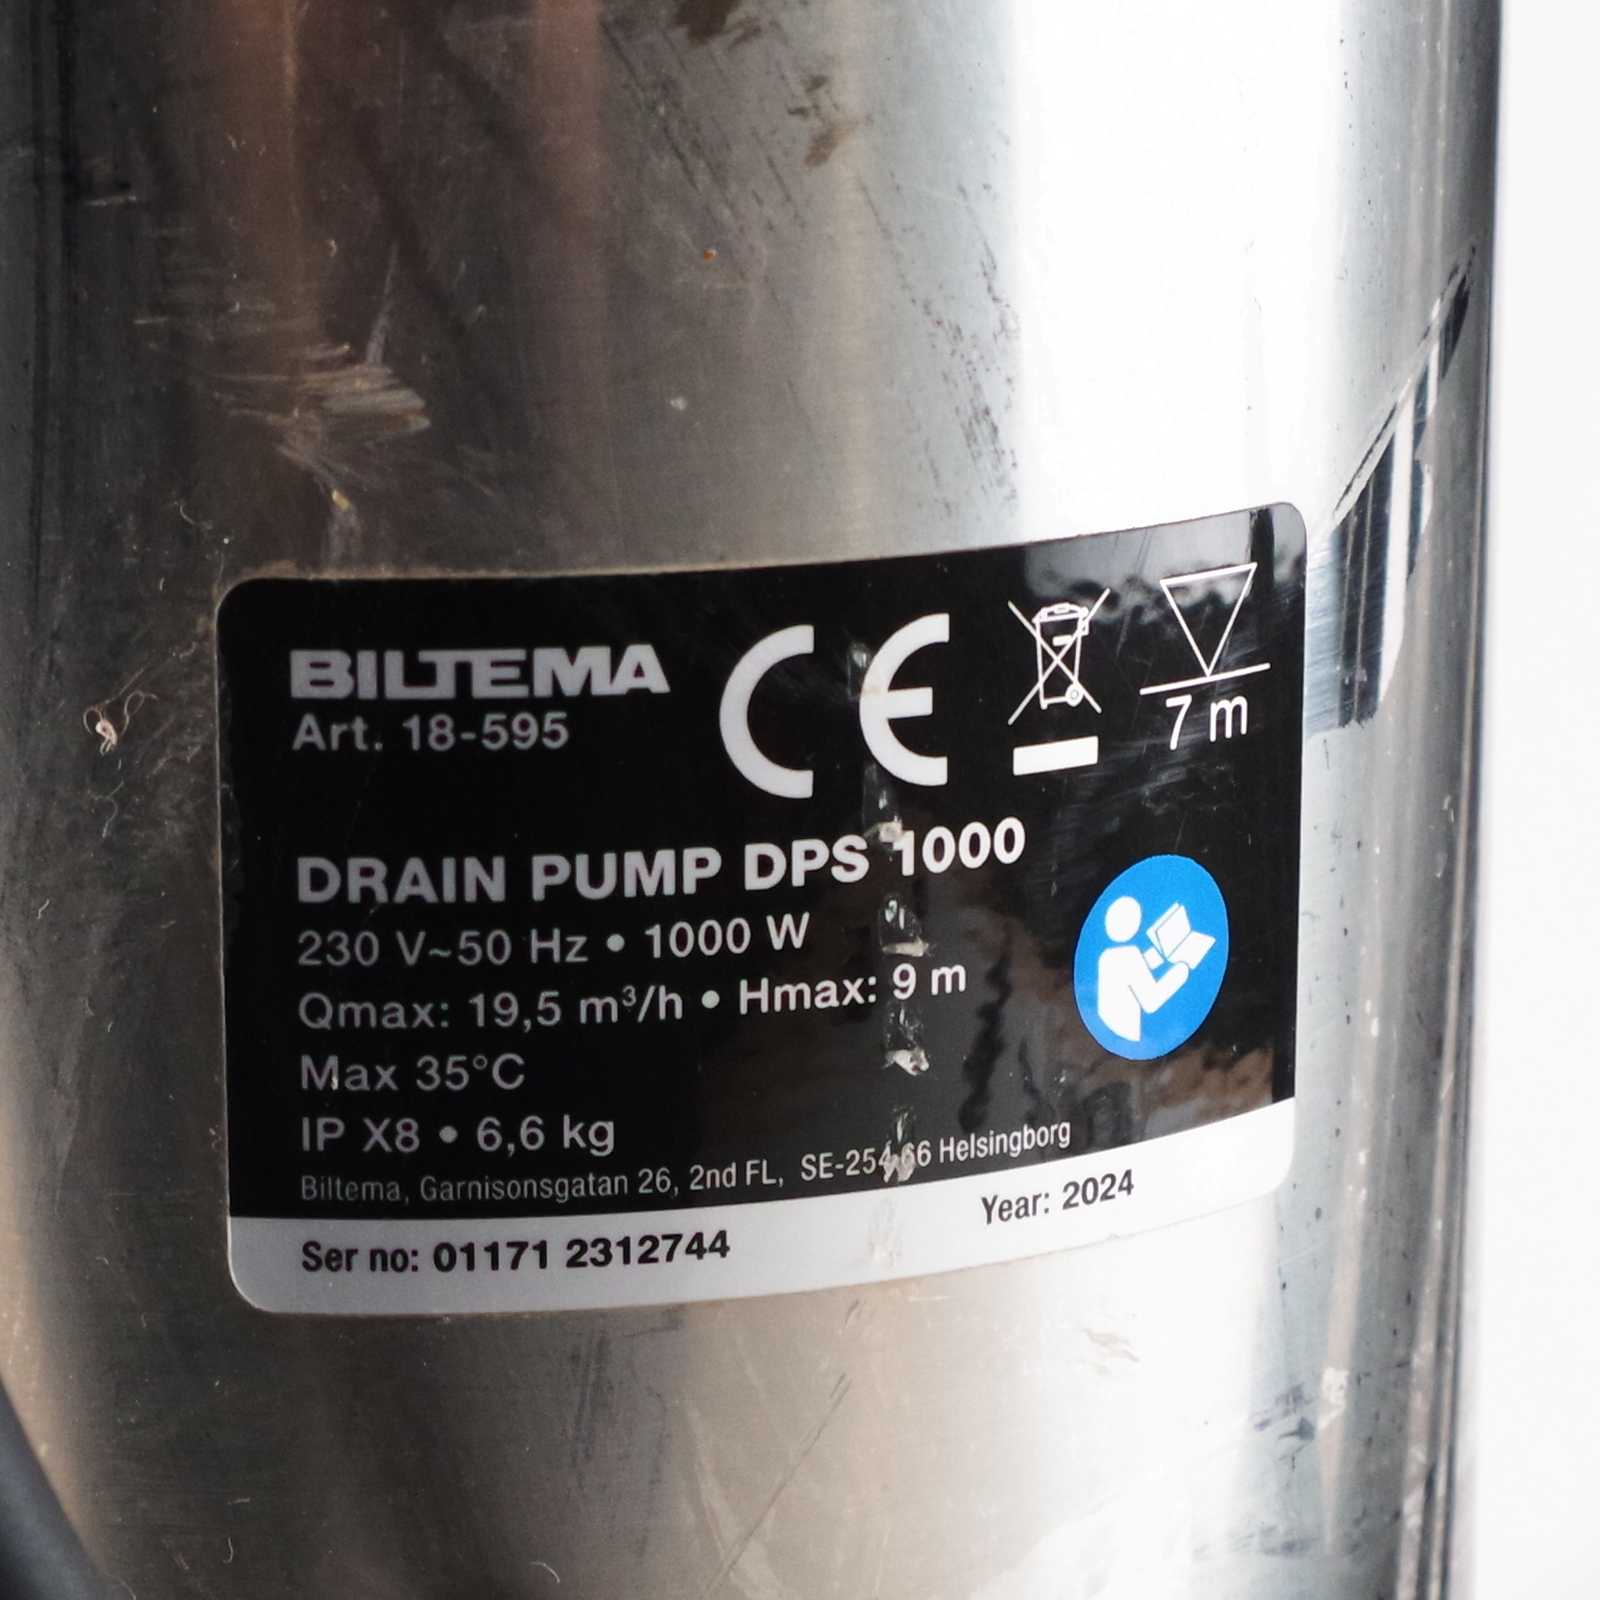 BILTEMA
Art. 18-595
CE
7 m
DRAIN PUMP DPS 1000
230 V~50 Hz • 1000 W
Qmax: 19,5 m³/h • Hmax: 9 m
Max 35°C
IP X8 • 6,6 kg
Biltema, Garnisonsgatan 26, 2nd FL, SE-254 66 Helsingborg
Ser no: 01171 2312744
Year: 2024